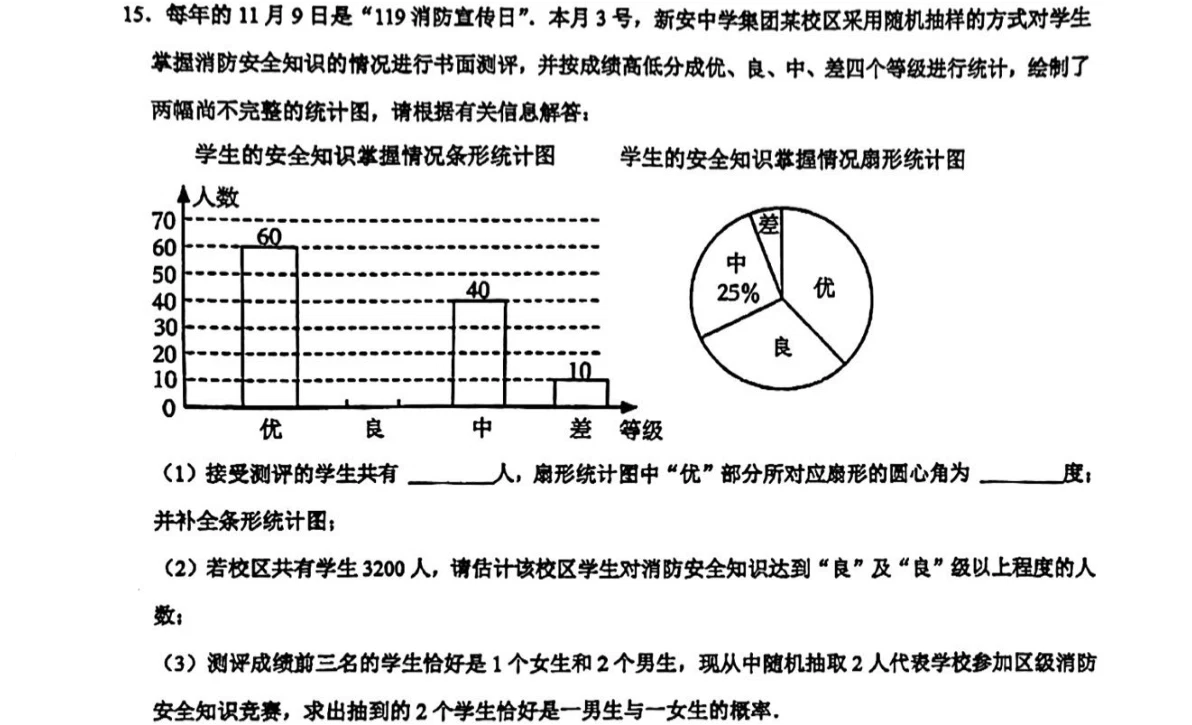 15．每年的 11 月 9 日是“119 消防宣传日”．本月 3 号，新安中学集团某校区采用随机抽样的方式对学生
掌握消防安全知识的情况进行书面测评，并按成绩高低分成优、良、中、差四个等级进行统计，绘制了
两幅尚不完整的统计图，请根据有关信息解答：
学生的安全知识掌握情况条形统计图
人数
70
60
50
40
30
20
10
0
60
40
10
优 良 中 差 等级
学生的安全知识掌握情况扇形统计图
差
中
25%
优
良
（1）接受测评的学生共有 ______人，扇形统计图中“优”部分所对应扇形的圆心角为 ______度；
并补全条形统计图；
（2）若校区共有学生 3200 人，请估计该校区学生对消防安全知识达到“良”及“良”级以上程度的人
数；
（3）测评成绩前三名的学生恰好是 1 个女生和 2 个男生，现从中随机抽取 2 人代表学校参加区级消防
安全知识竞赛，求出抽到的 2 个学生恰好是一男生与一女生的概率．